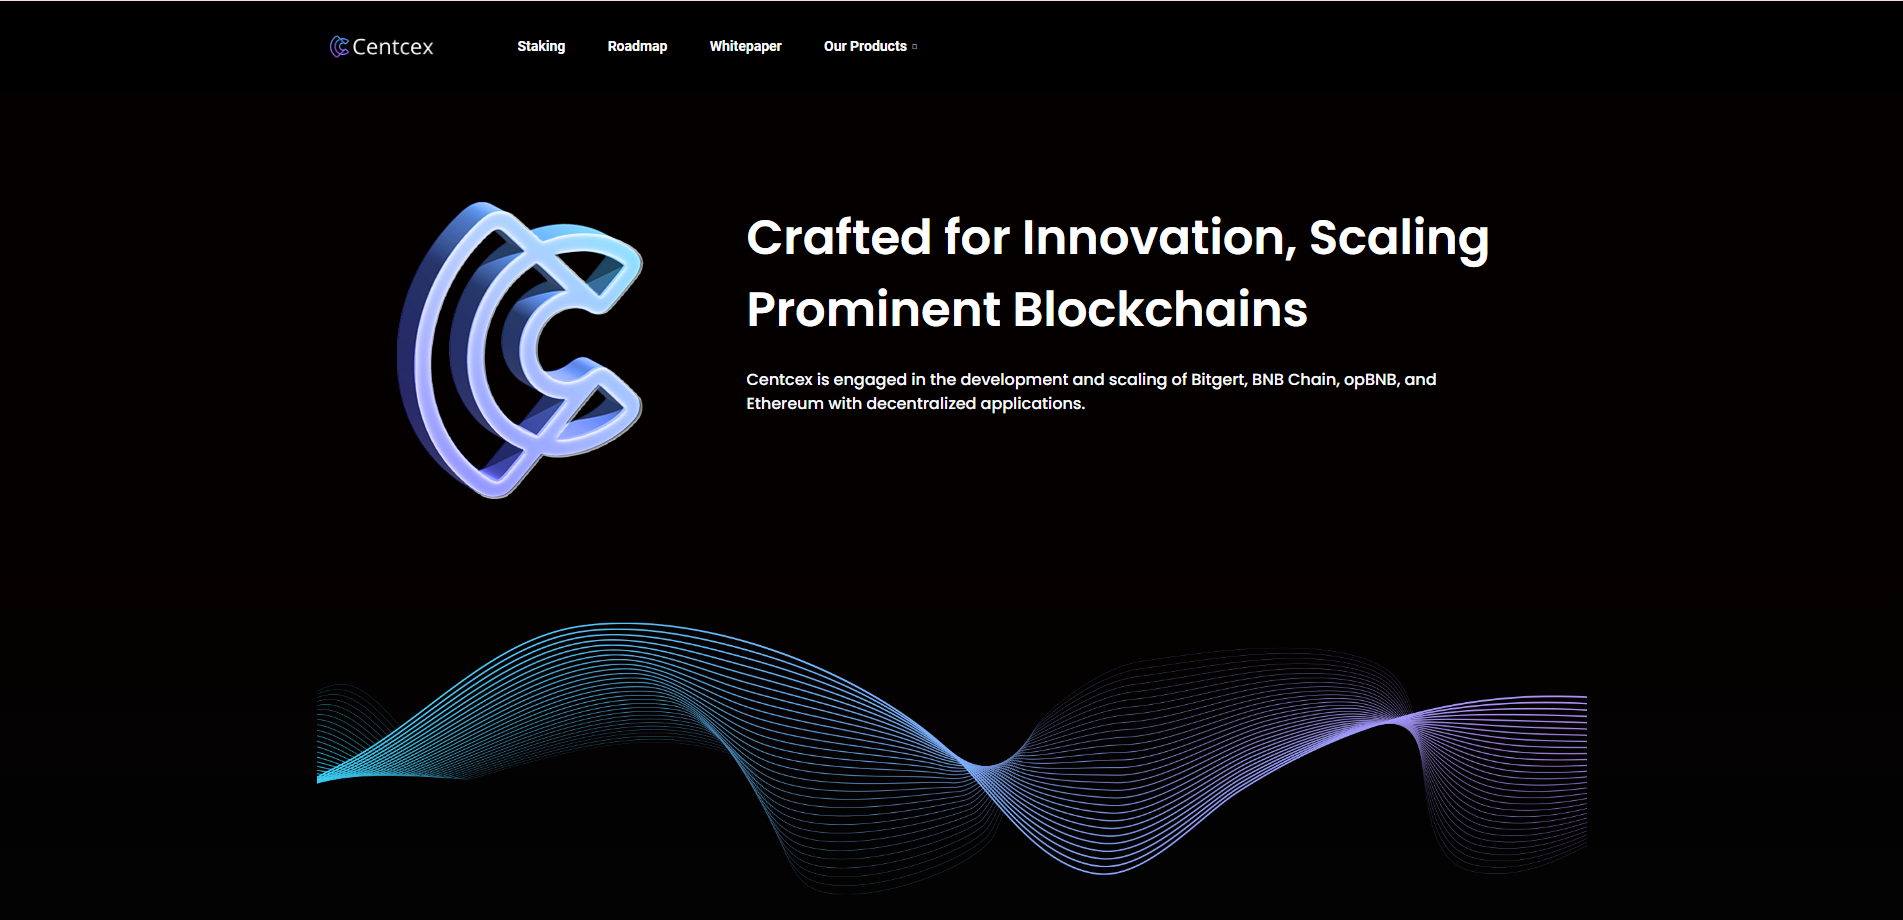 Centcex
Staking
Roadmap
Whitepaper
Our Products
Crafted for Innovation, Scaling
Prominent Blockchains
Centcex is engaged in the development and scaling of Bitgert, BNB Chain, opBNB, and
Ethereum with decentralized applications.